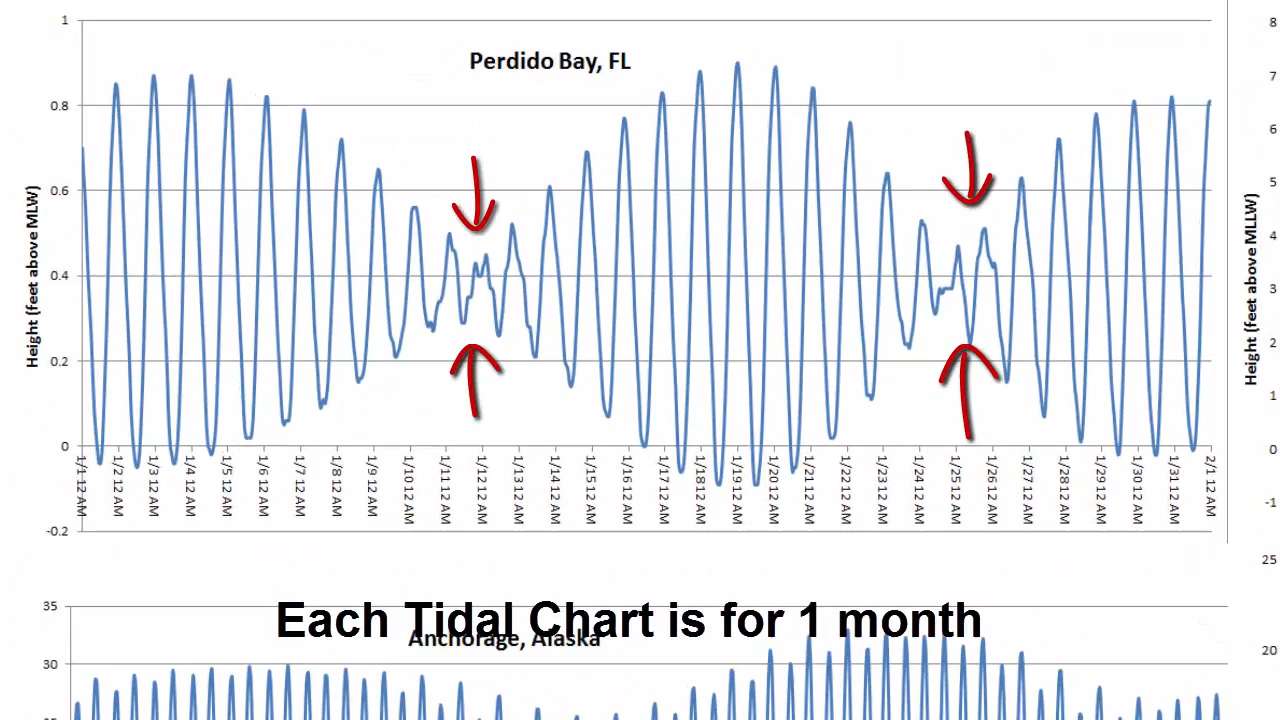 Perdido Bay, FL
Height (feet above MLW)
1
0.8
0.6
0.4
0.2
0
-0.2
1/1 12 AM
1/2 12 AM
1/3 12 AM
1/4 12 AM
1/5 12 AM
1/6 12 AM
1/7 12 AM
1/8 12 AM
1/9 12 AM
1/10 12 AM
1/11 12 AM
1/12 12 AM
1/13 12 AM
1/14 12 AM
1/15 12 AM
1/16 12 AM
1/17 12 AM
1/18 12 AM
1/19 12 AM
1/20 12 AM
1/21 12 AM
1/22 12 AM
1/23 12 AM
1/24 12 AM
1/25 12 AM
1/26 12 AM
1/27 12 AM
1/28 12 AM
1/29 12 AM
1/30 12 AM
1/31 12 AM
2/1 12 AM
Height (feet above MLLW)
8
7
6
5
4
3
2
1
0
-1
Each Tidal Chart is for 1 month
Anchorage, Alaska
35
30
25
20